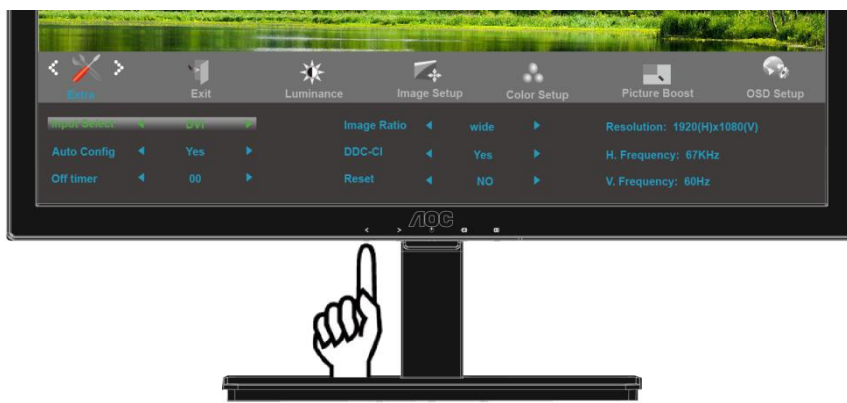 < Extra > Exit Luminance Image Setup Color Setup Picture Boost OSD Setup
Input Select DVI Image Ratio wide Resolution: 1920(H)x1080(V)
Auto Config Yes DDC-CI Yes H. Frequency: 67KHz
Off timer 00 Reset NO V. Frequency: 60Hz
AOC
< >